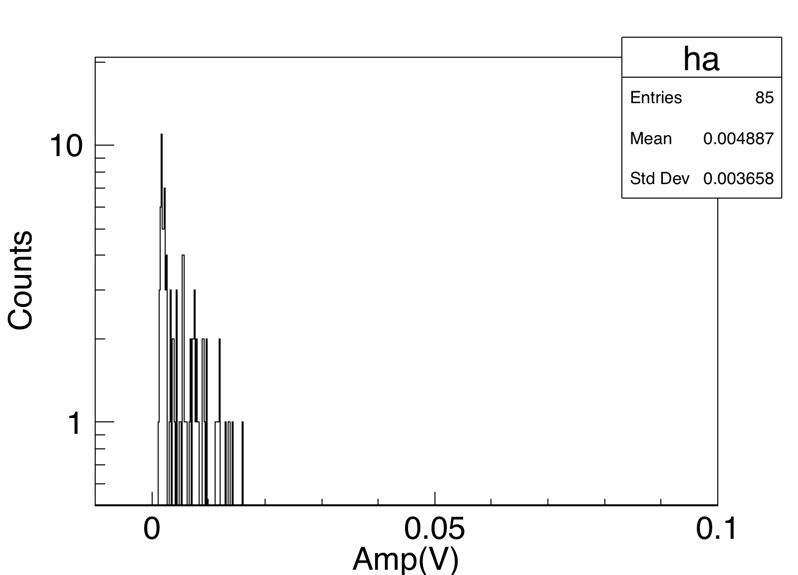 ha
Entries 85
Mean 0.004887
Std Dev 0.003658
10
1
Counts
0 0.05 0.1
Amp(V)